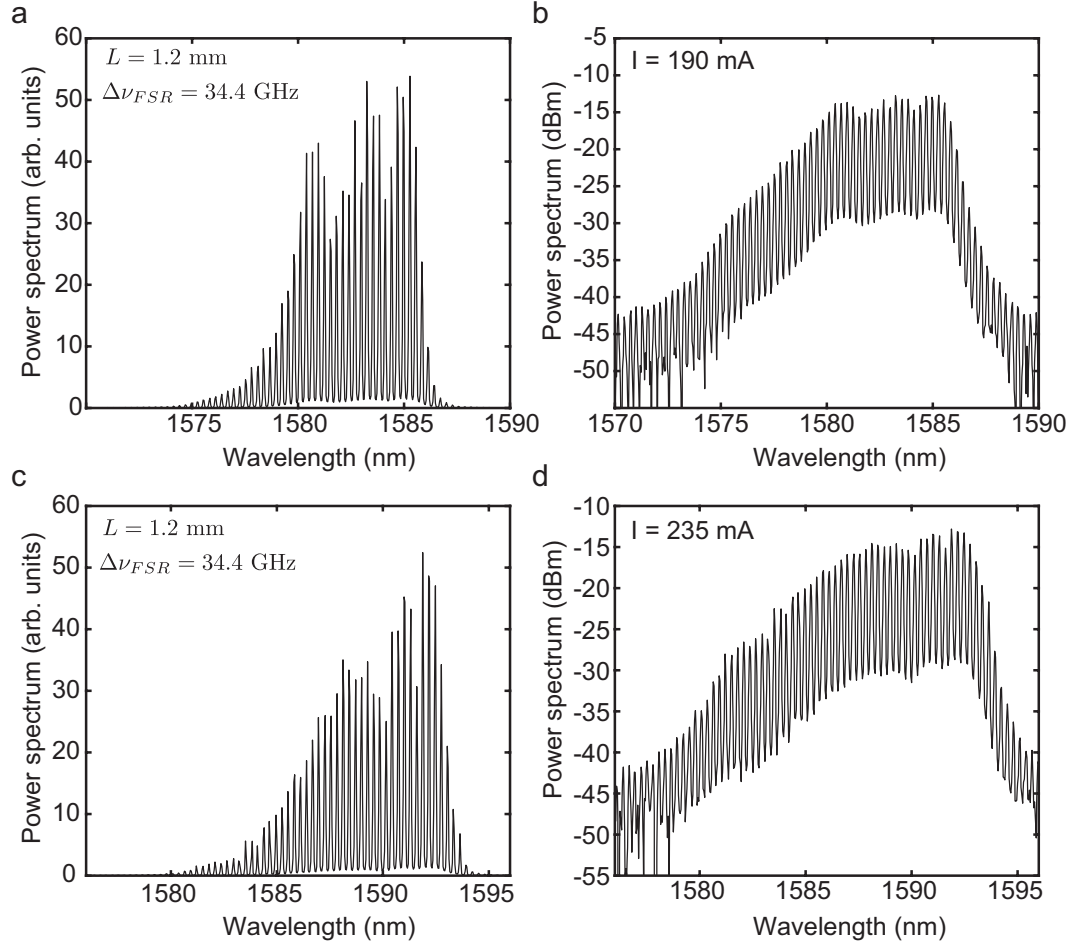 a
60
50
40
30
20
10
0
Power spectrum (arb. units)
L = 1.2 mm
Δν_{FSR} = 34.4 GHz
1575 1580 1585 1590
Wavelength (nm)
b
-5
-10
-15
-20
-25
-30
-35
-40
-45
-50
Power spectrum (dBm)
I = 190 mA
1570 1575 1580 1585 1590
Wavelength (nm)
c
60
50
40
30
20
10
0
Power spectrum (arb. units)
L = 1.2 mm
Δν_{FSR} = 34.4 GHz
1580 1585 1590 1595
Wavelength (nm)
d
-10
-15
-20
-25
-30
-35
-40
-45
-50
-55
Power spectrum (dBm)
I = 235 mA
1580 1585 1590 1595
Wavelength (nm)